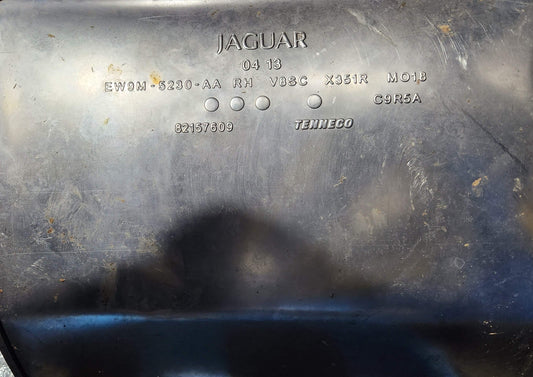 JAGUAR
04 13
EW9M-5230-AA RH V8SC X351R MO18
C9R5A
82157609 TENNECO